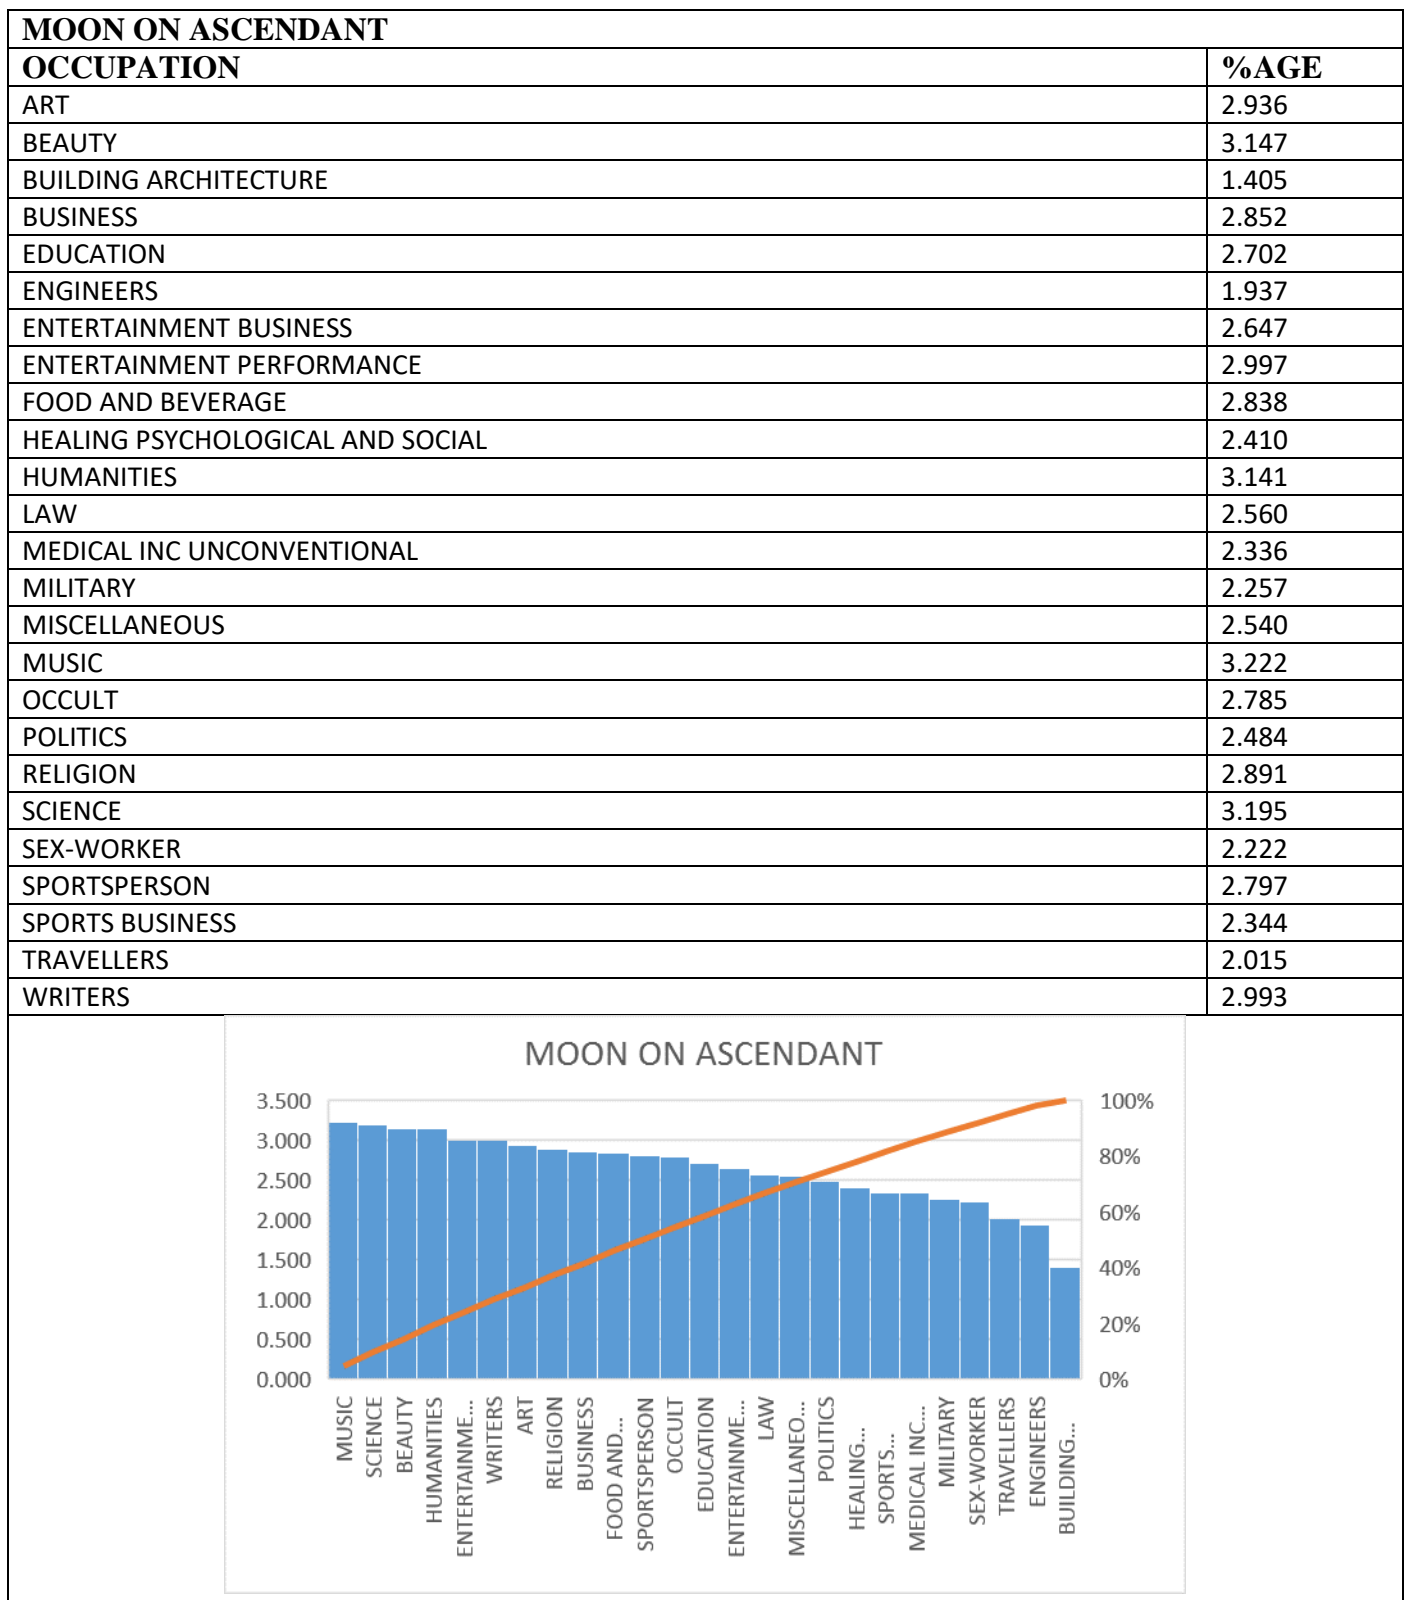 MOON ON ASCENDANT
OCCUPATION %AGE
ART 2.936
BEAUTY 3.147
BUILDING ARCHITECTURE 1.405
BUSINESS 2.852
EDUCATION 2.702
ENGINEERS 1.937
ENTERTAINMENT BUSINESS 2.647
ENTERTAINMENT PERFORMANCE 2.997
FOOD AND BEVERAGE 2.838
HEALING PSYCHOLOGICAL AND SOCIAL 2.410
HUMANITIES 3.141
LAW 2.560
MEDICAL INC UNCONVENTIONAL 2.336
MILITARY 2.257
MISCELLANEOUS 2.540
MUSIC 3.222
OCCULT 2.785
POLITICS 2.484
RELIGION 2.891
SCIENCE 3.195
SEX-WORKER 2.222
SPORTSPERSON 2.797
SPORTS BUSINESS 2.344
TRAVELLERS 2.015
WRITERS 2.993
MOON ON ASCENDANT
3.500
3.000
2.500
2.000
1.500
1.000
0.500
0.000
100%
80%
60%
40%
20%
0%
MUSIC
SCIENCE
BEAUTY
HUMANITIES
ENTERTAINME...
WRITERS
ART
RELIGION
BUSINESS
FOOD AND...
SPORTSPERSON
OCCULT
EDUCATION
ENTERTAINME...
LAW
MISCELLANEO...
POLITICS
HEALING...
SPORTS...
MEDICAL INC...
MILITARY
SEX-WORKER
TRAVELLERS
ENGINEERS
BUILDING...